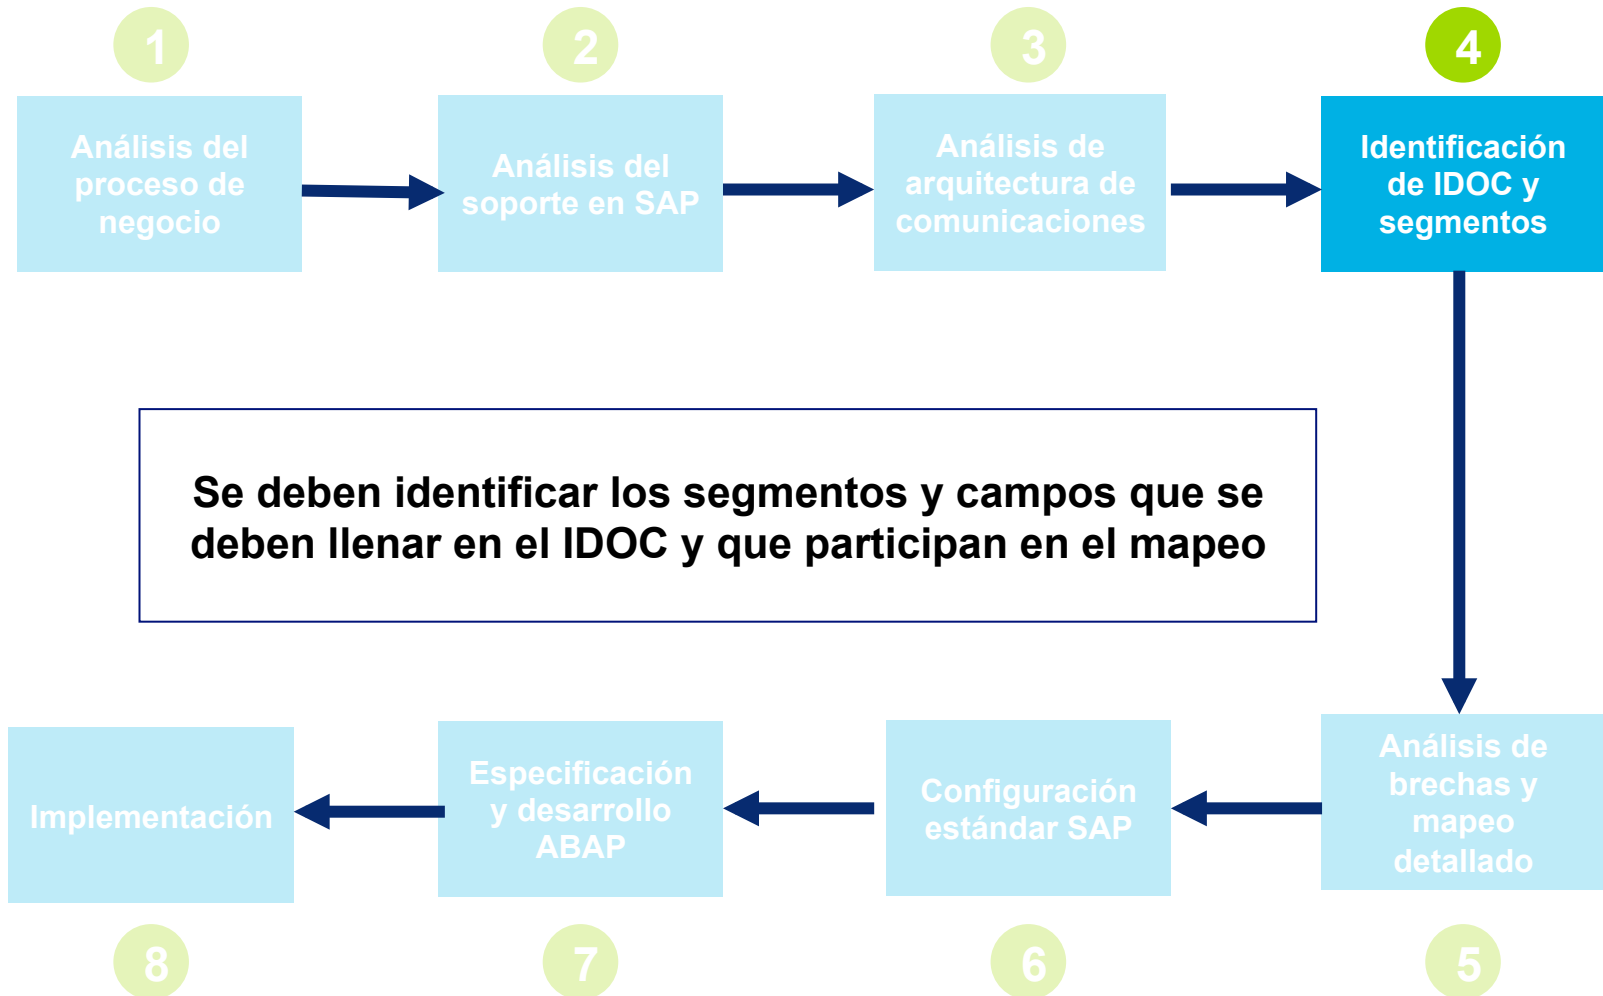 1
2
3
4
Análisis del
proceso de
negocio
Análisis del
soporte en SAP
Análisis de
arquitectura de
comunicaciones
Identificación
de IDOC y
segmentos
Se deben identificar los segmentos y campos que se
deben llenar en el IDOC y que participan en el mapeo
Implementación
Especificación
y desarrollo
ABAP
Configuración
estándar SAP
Análisis de
brechas y
mapeo
detallado
8
7
6
5